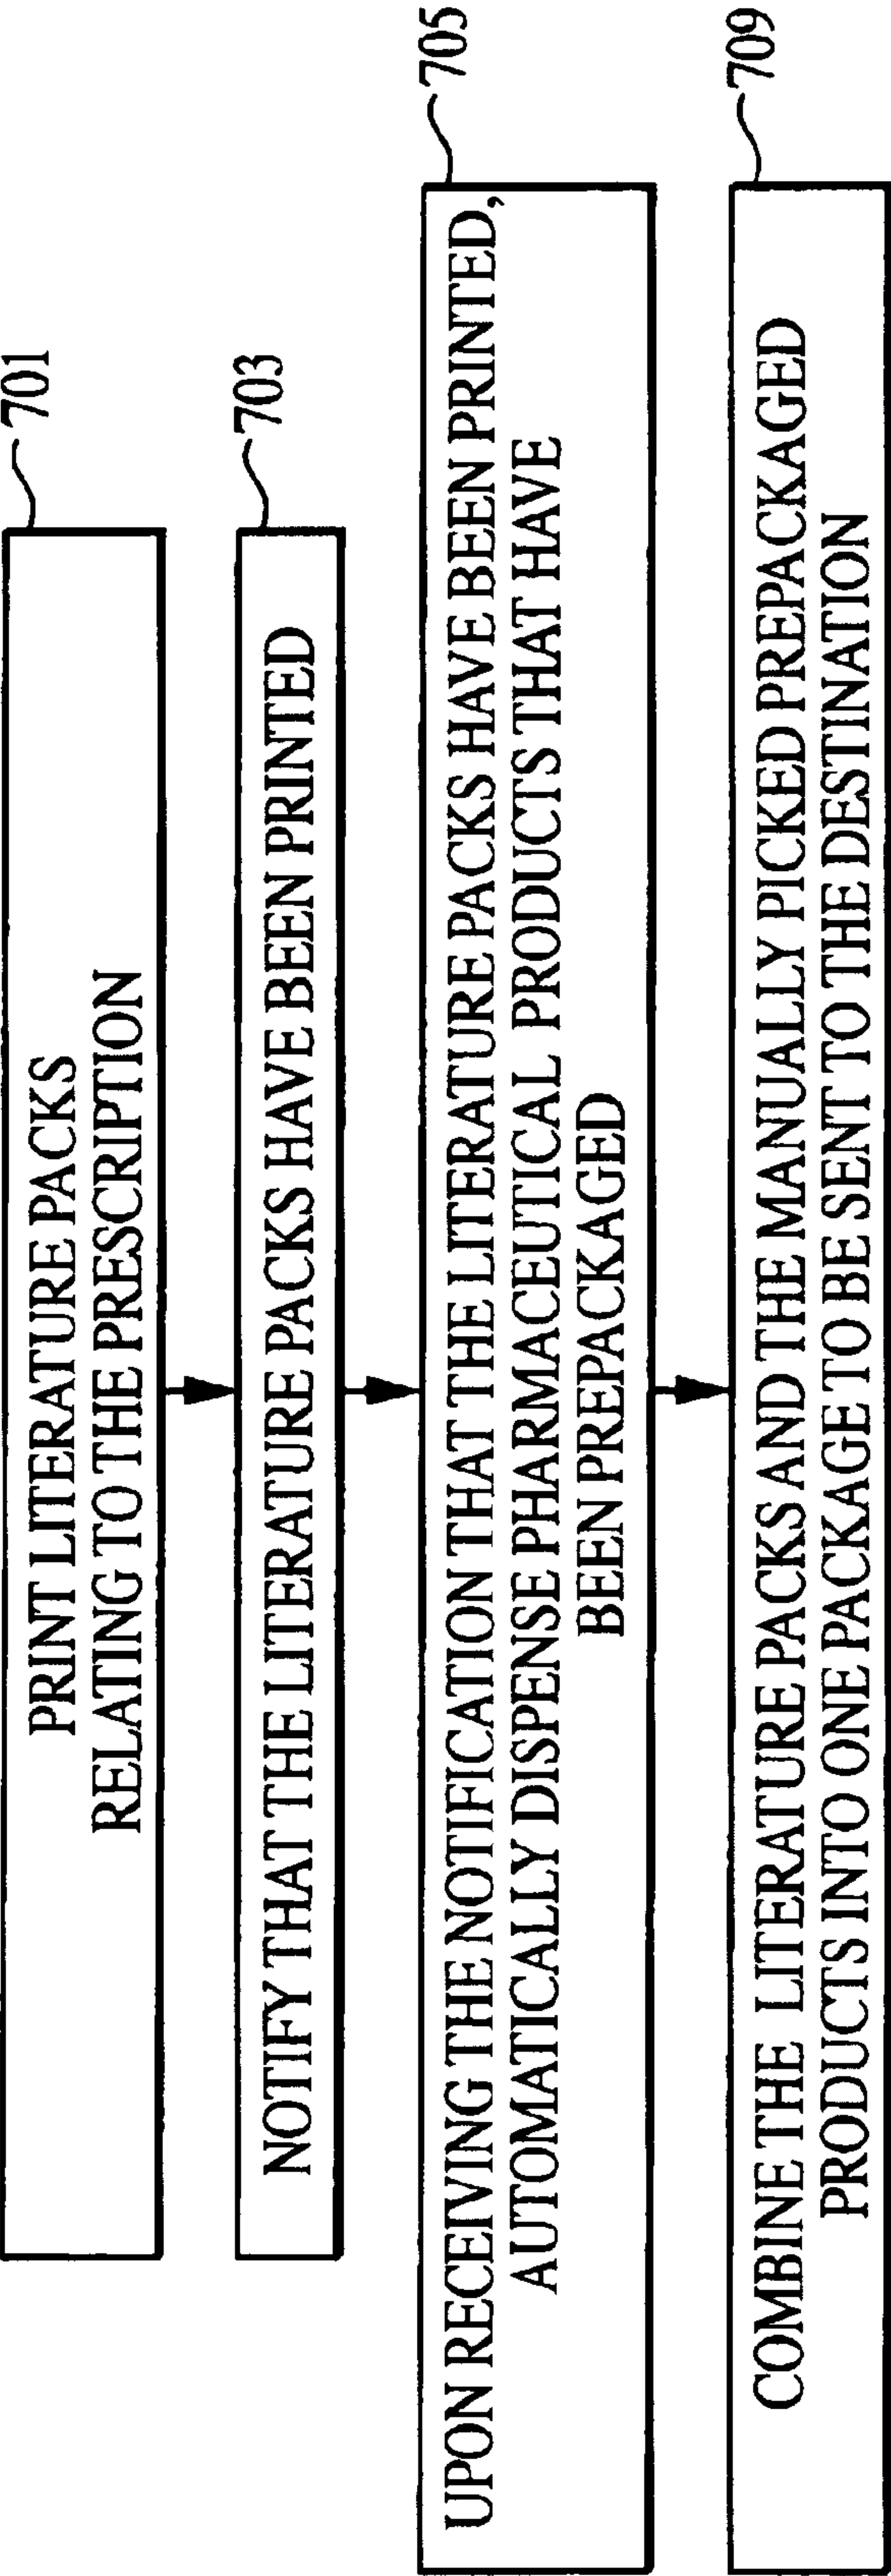 701
PRINT LITERATURE PACKS
RELATING TO THE PRESCRIPTION
703
NOTIFY THAT THE LITERATURE PACKS HAVE BEEN PRINTED
705
UPON RECEIVING THE NOTIFICATION THAT THE LITERATURE PACKS HAVE BEEN PRINTED,
AUTOMATICALLY DISPENSE PHARMACEUTICAL PRODUCTS THAT HAVE
BEEN PREPACKAGED
709
COMBINE THE LITERATURE PACKS AND THE MANUALLY PICKED PREPACKAGED
PRODUCTS INTO ONE PACKAGE TO BE SENT TO THE DESTINATION